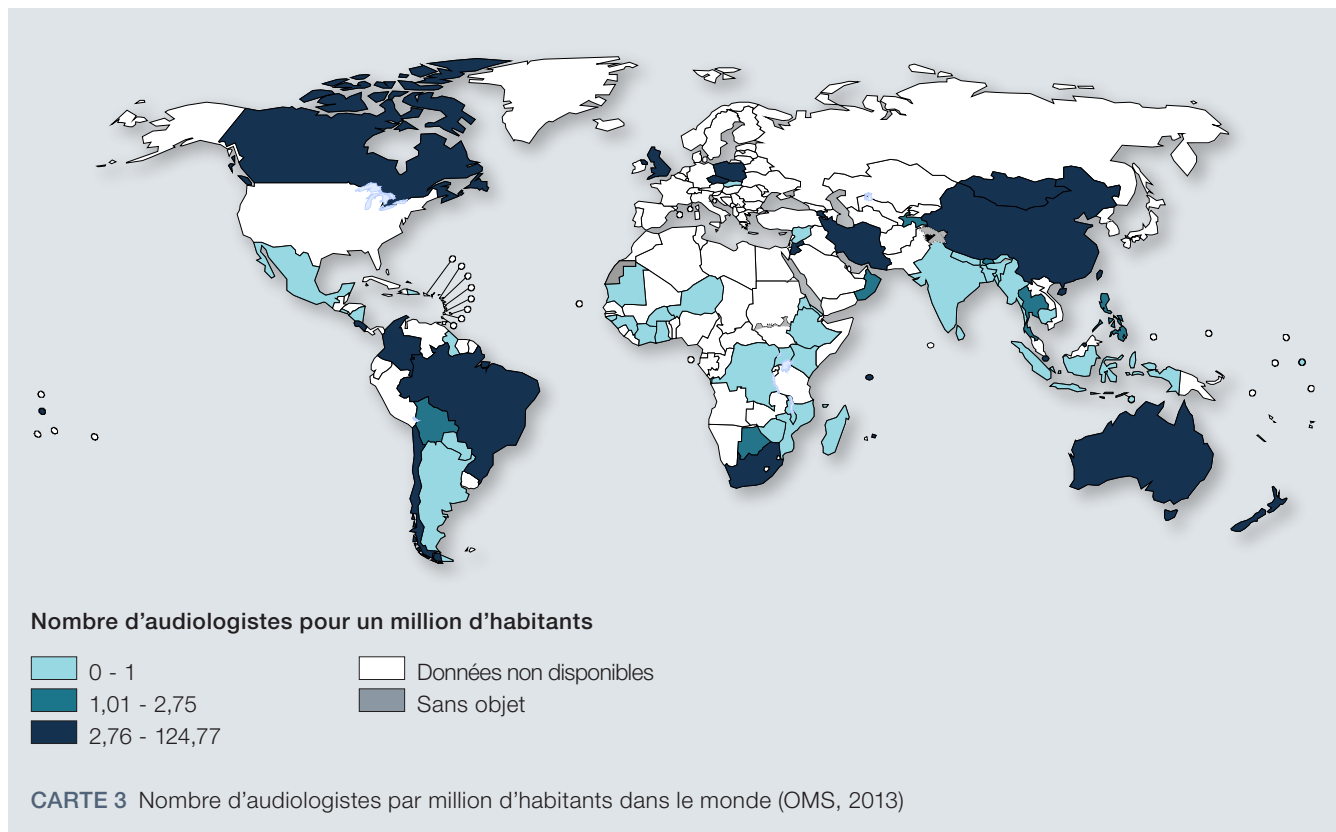 Nombre d’audiologistes pour un million d’habitants
0 - 1
1,01 - 2,75
2,76 - 124,77
Données non disponibles
Sans objet
CARTE 3 Nombre d’audiologistes par million d’habitants dans le monde (OMS, 2013)